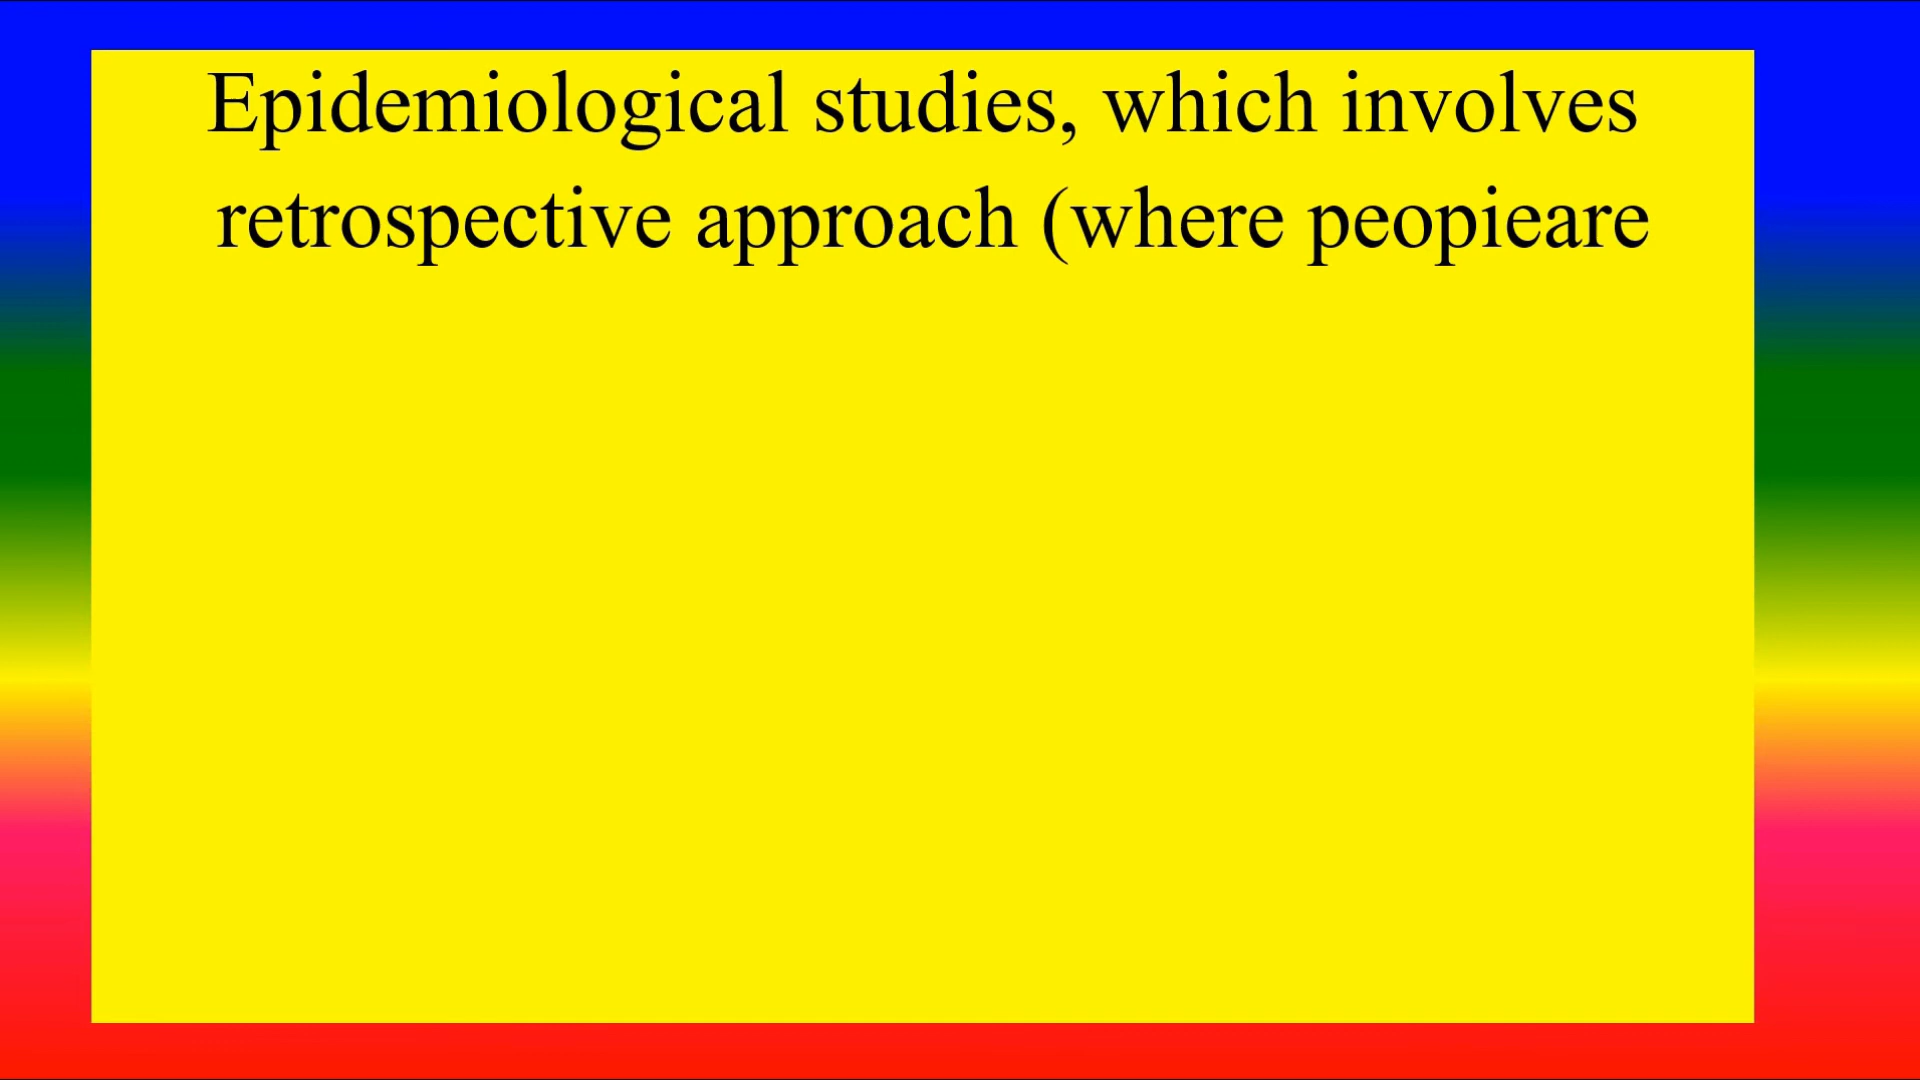 Epidemiological studies, which involves
retrospective approach (where peopieare